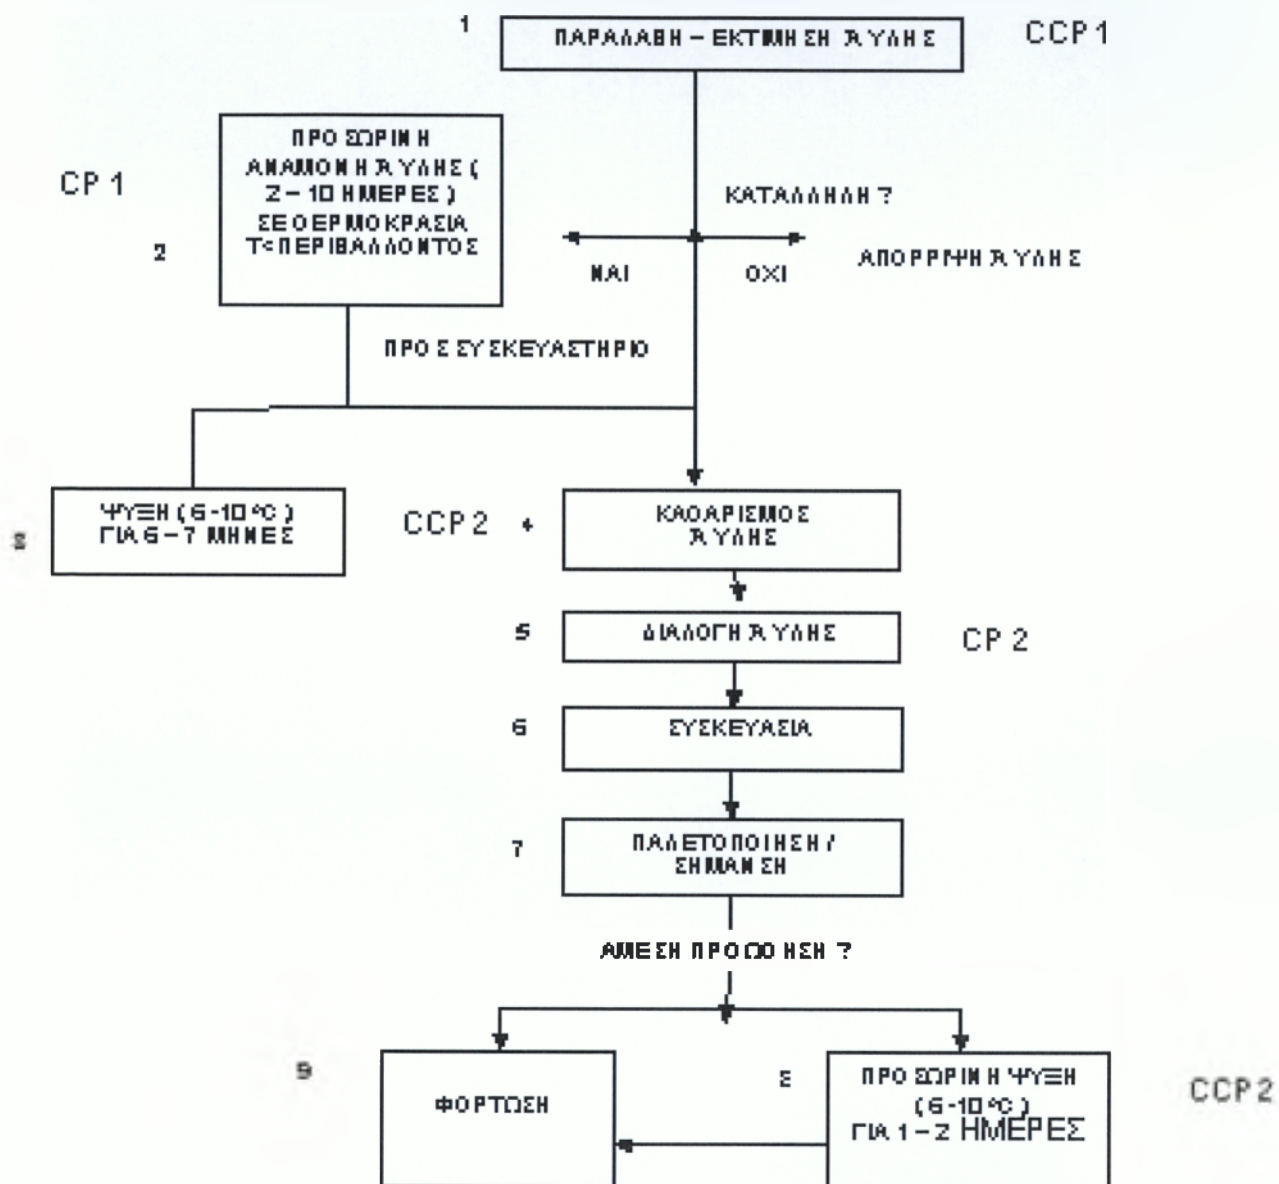 1
ΠΑΡΑΛΑΒΗ – ΕΚΤΙΜΗΣΗ Α΄ΥΛΗΣ
CCP 1
ΠΡΟΣΩΡΙΝΗ
ΑΝΑΜΟΝΗ Α΄ΥΛΗΣ (
2 – 10 ΗΜΕΡΕΣ )
ΣΕ ΘΕΡΜΟΚΡΑΣΙΑ
Τ<ΠΕΡΙΒΑΛΛΟΝΤΟΣ
CP 1
2
ΚΑΤΑΛΛΗΛΗ ?
ΝΑΙ
ΟΧΙ
ΑΠΟΡΡΙΨΗ Α΄ΥΛΗΣ
ΠΡΟΣ ΣΥΣΚΕΥΑΣΤΗΡΙΟ
ΨΥΞΗ ( 6 -10 ºC )
ΓΙΑ 6 – 7 ΜΗΝΕΣ
CCP 2
4
ΚΑΘΑΡΙΣΜΟΣ
Α΄ΥΛΗΣ
5
ΔΙΑΛΟΓΗ Α΄ΥΛΗΣ
CP 2
6
ΣΥΣΚΕΥΑΣΙΑ
7
ΠΑΛΕΤΟΠΟΙΗΣΗ /
ΣΗΜΑΝΣΗ
ΑΜΕΣΗ ΠΡΟΩΘΗΣΗ ?
9
ΦΟΡΤΩΣΗ
ΠΡΟΣΩΡΙΝΗ ΨΥΞΗ
(6 -10 ºC )
ΓΙΑ 1 – 2 ΗΜΕΡΕΣ
CCP 2